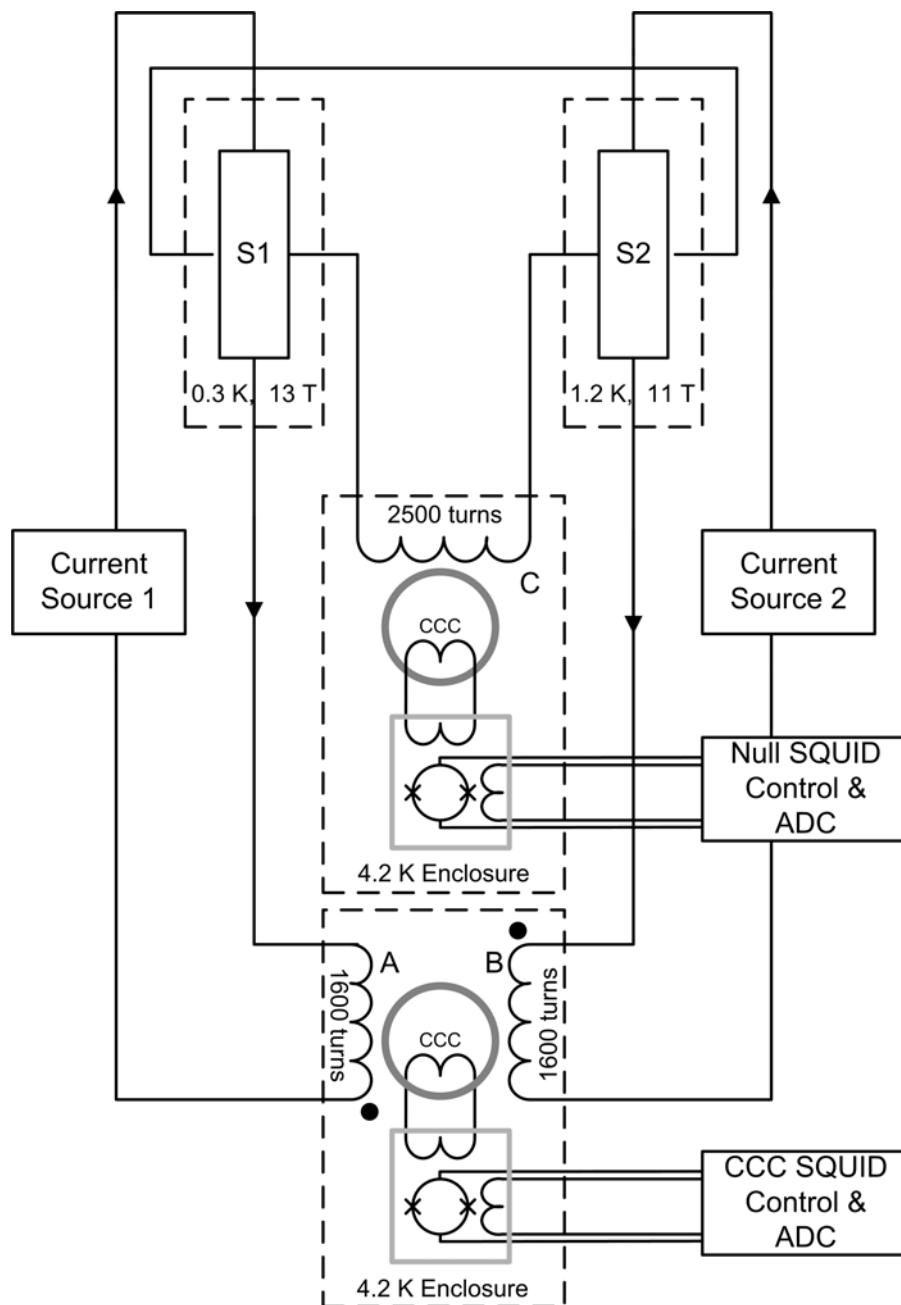 S1
S2
0.3 K, 13 T
1.2 K, 11 T
2500 turns
C
Current
Source 1
Current
Source 2
CCC
Null SQUID
Control &
ADC
4.2 K Enclosure
A
B
1600 turns
1600 turns
CCC
CCC SQUID
Control &
ADC
4.2 K Enclosure